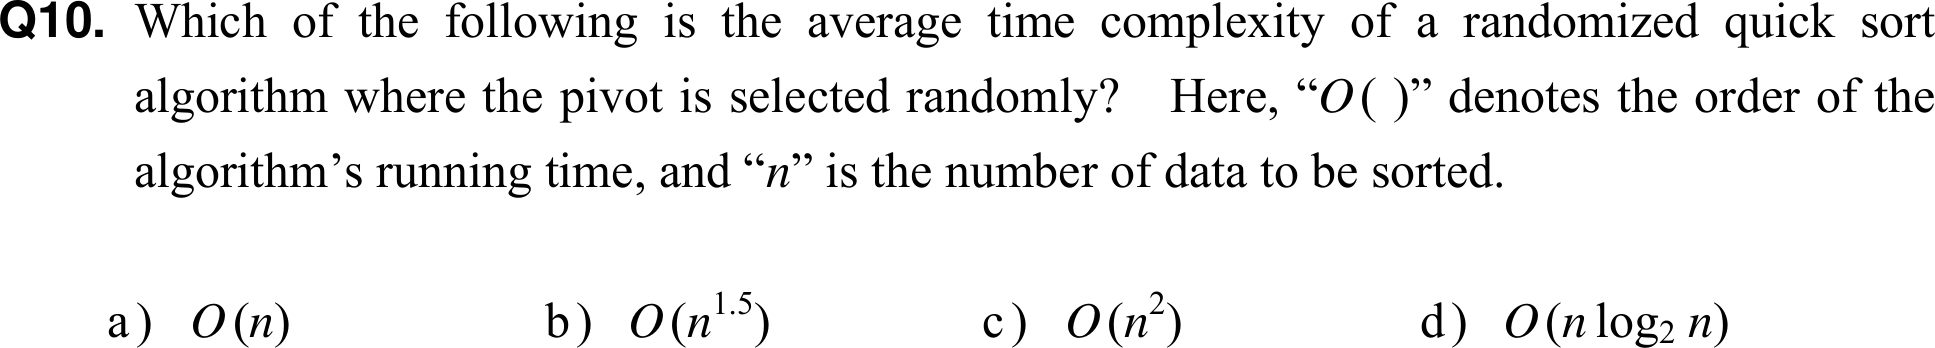 Q10. Which of the following is the average time complexity of a randomized quick sort
algorithm where the pivot is selected randomly? Here, “O( )” denotes the order of the
algorithm’s running time, and “n” is the number of data to be sorted.
a) O(n) b) O(n^1.5) c) O(n²) d) O(n log₂ n)